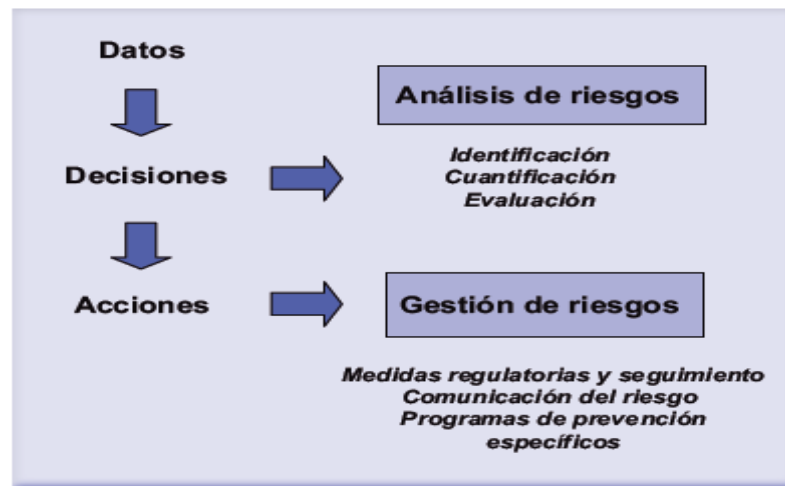 Datos
Análisis de riesgos
Decisiones
Identificación
Cuantificación
Evaluación
Acciones
Gestión de riesgos
Medidas regulatorias y seguimiento
Comunicación del riesgo
Programas de prevención
específicos